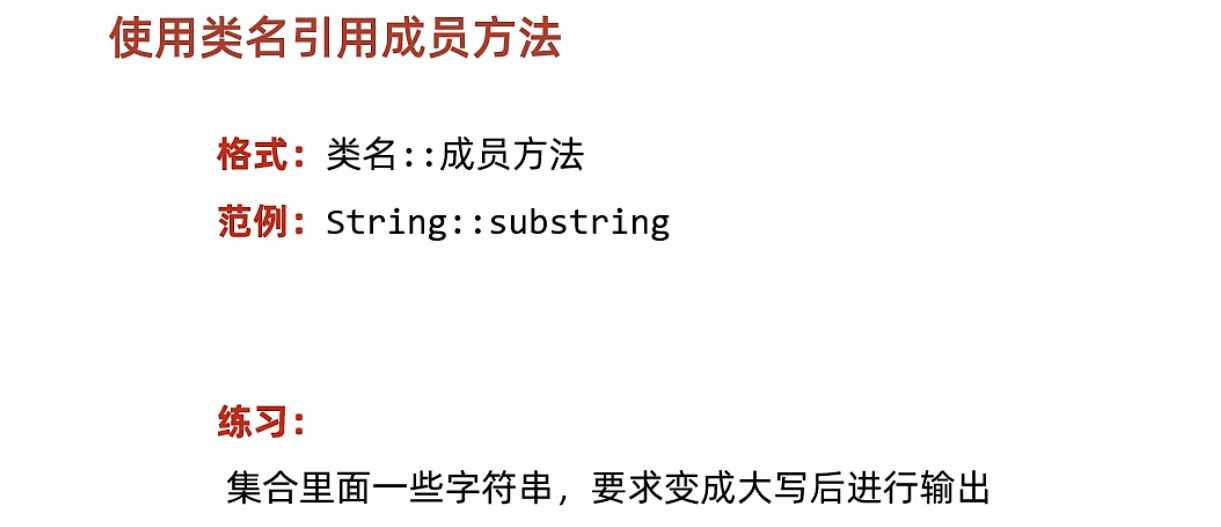 使用类名引用成员方法
格式：类名::成员方法
范例：String::substring
练习：
集合里面一些字符串，要求变成大写后进行输出